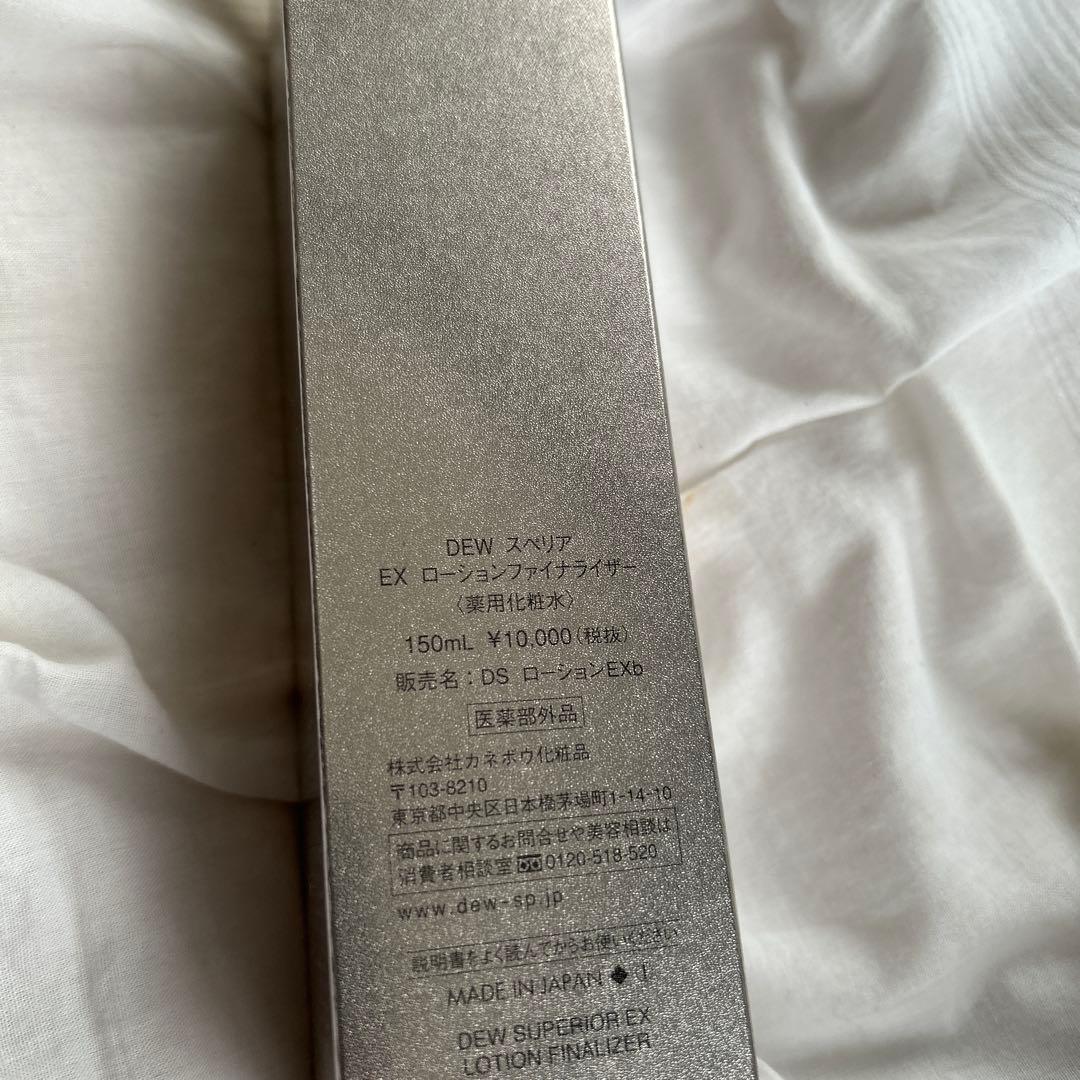 DEW スペリア
EX ローションファイナライザー
〈薬用化粧水〉
150mL ¥10,000(税抜)
販売名:DS ローションEXb
医薬部外品
株式会社カネボウ化粧品
〒103-8210
東京都中央区日本橋茅場町1-14-10
商品に関するお問合せや美容相談は
消費者相談室 0120-518-520
www.dew-sp.jp
説明書をよく読んでからお使いください
MADE IN JAPAN ◆ I
DEW SUPERIOR EX
LOTION FINALIZER